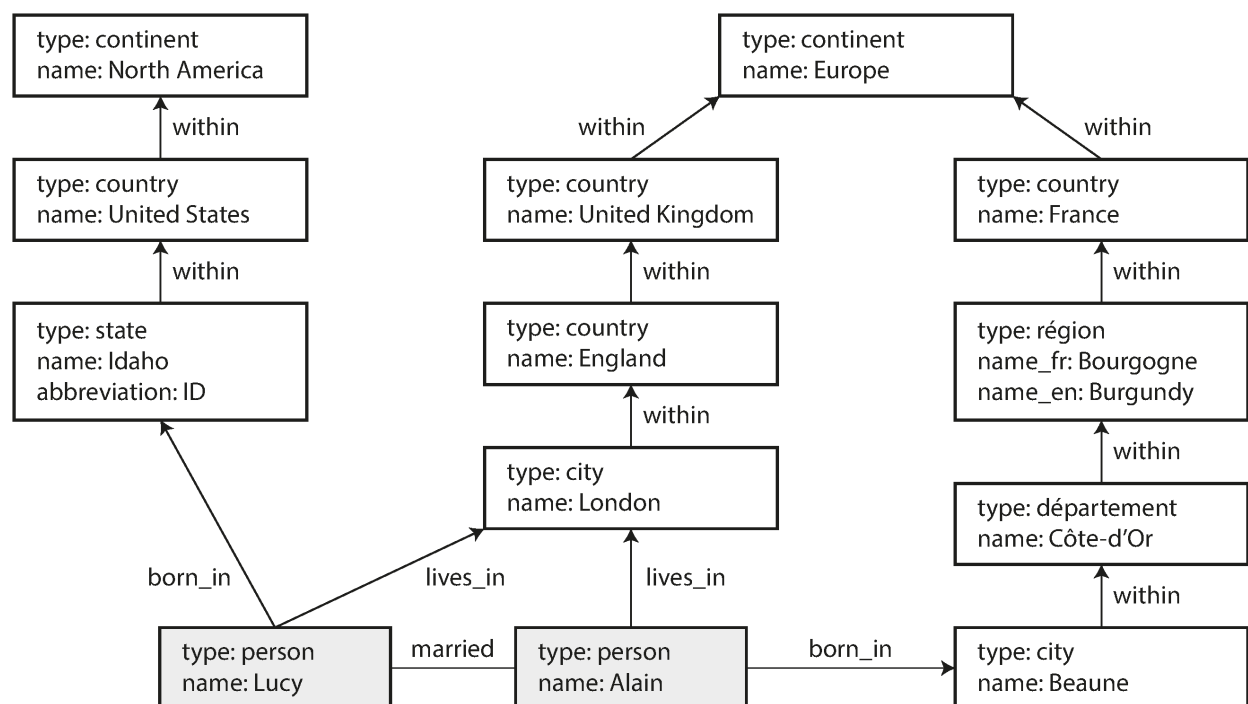 type: continent
name: North America
type: continent
name: Europe
within
within
within
type: country
name: United States
type: country
name: United Kingdom
type: country
name: France
within
within
within
type: state
name: Idaho
abbreviation: ID
type: country
name: England
type: région
name_fr: Bourgogne
name_en: Burgundy
within
within
type: city
name: London
type: département
name: Côte-d’Or
born_in
lives_in
lives_in
within
type: person
name: Lucy
married
type: person
name: Alain
born_in
type: city
name: Beaune